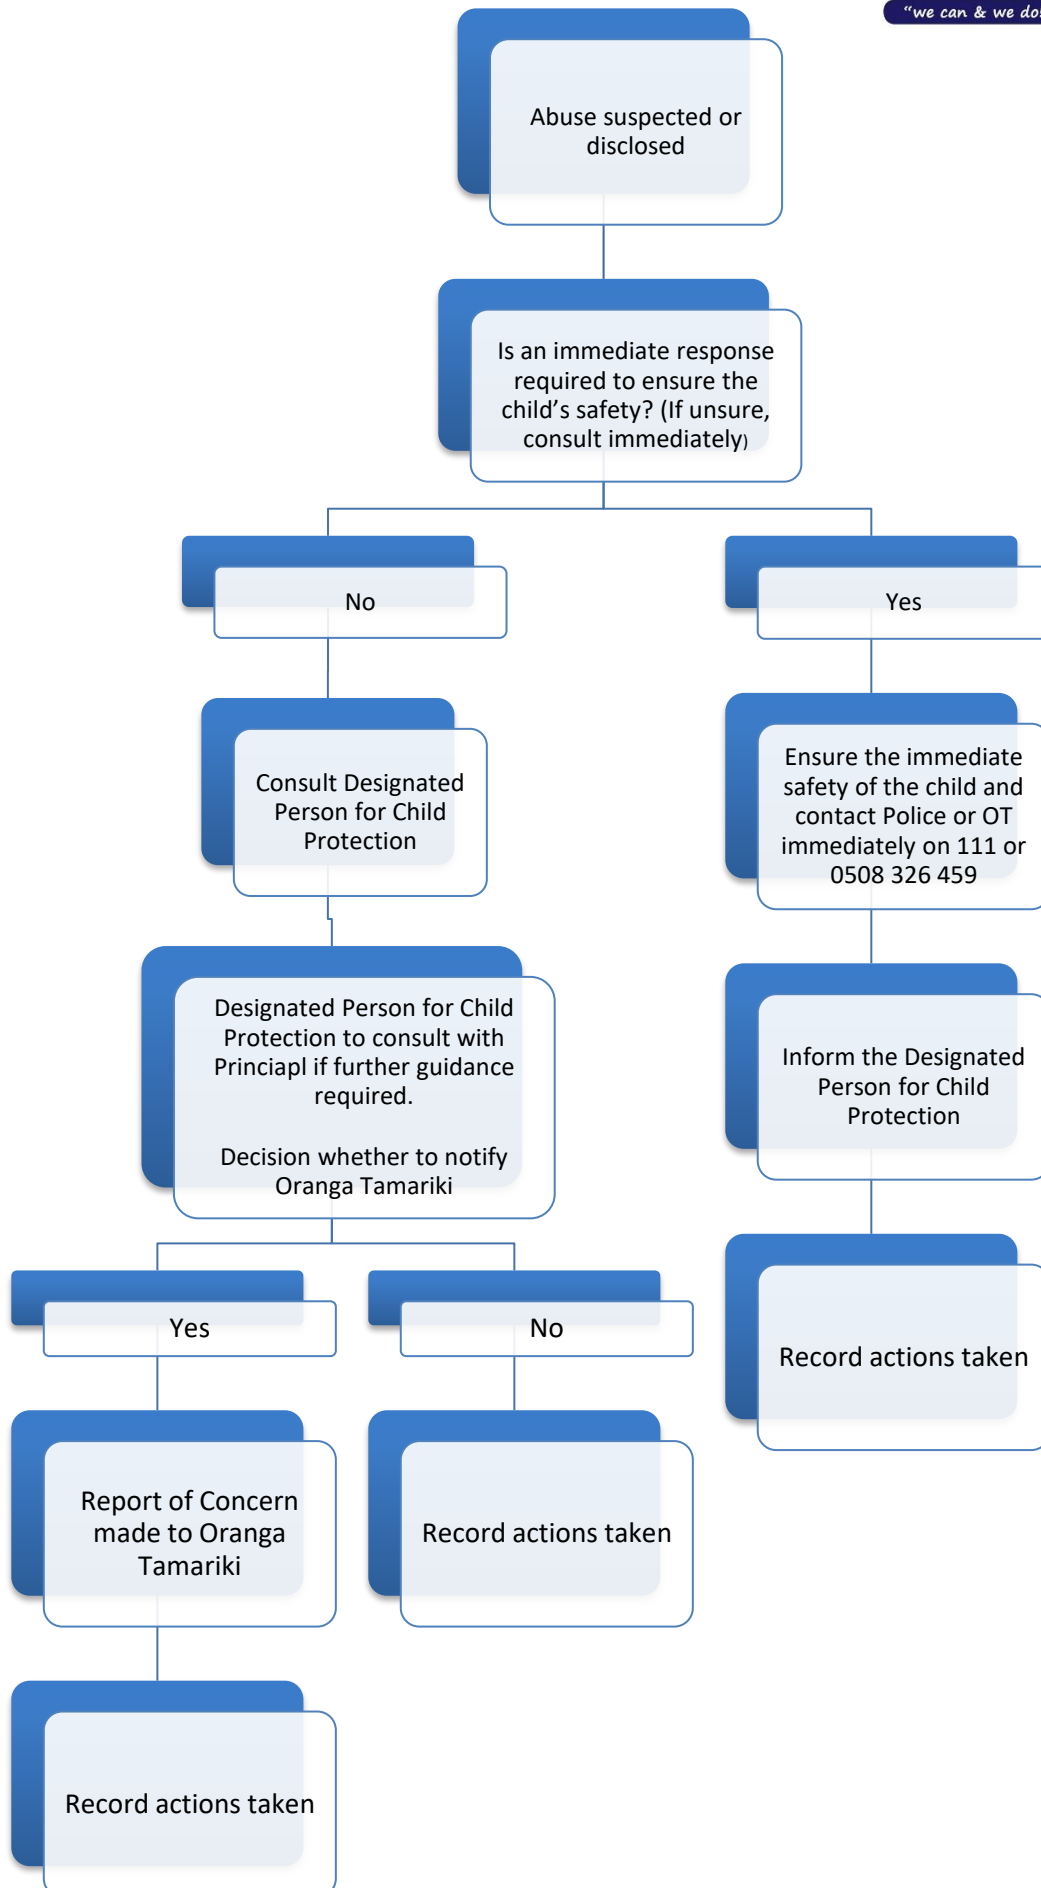 “we can & we do
Abuse suspected or
disclosed
Is an immediate response
required to ensure the
child’s safety? (If unsure,
consult immediately)
No
Yes
Consult Designated
Person for Child
Protection
Ensure the immediate
safety of the child and
contact Police or OT
immediately on 111 or
0508 326 459
Designated Person for Child
Protection to consult with
Princiapl if further guidance
required.
Decision whether to notify
Oranga Tamariki
Inform the Designated
Person for Child
Protection
Yes
No
Record actions taken
Report of Concern
made to Oranga
Tamariki
Record actions taken
Record actions taken